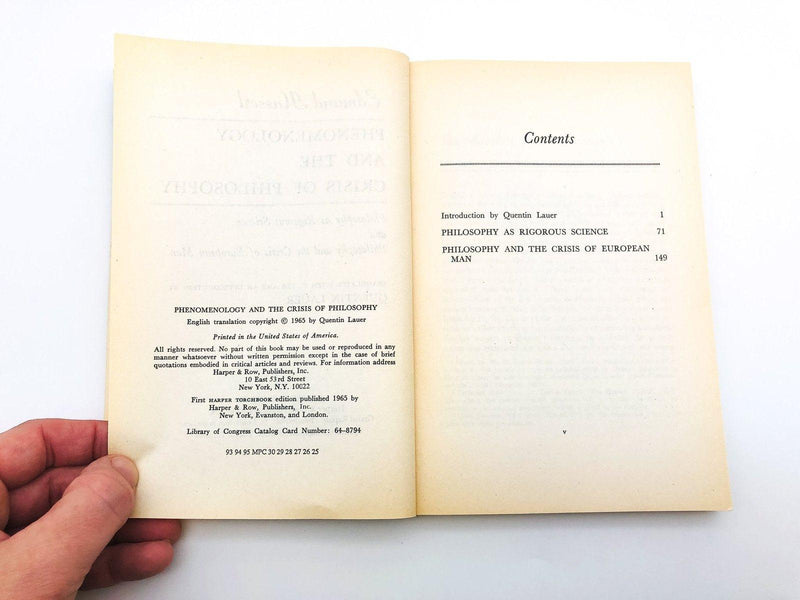 PHENOMENOLOGY AND THE CRISIS OF PHILOSOPHY
English translation copyright © 1965 by Quentin Lauer
Printed in the United States of America.
All rights reserved. No part of this book may be used or reproduced in any
manner whatsoever without written permission except in the case of brief
quotations embodied in critical articles and reviews. For information address
Harper & Row, Publishers, Inc.
10 East 53rd Street
New York, N.Y. 10022
First HARPER TORCHBOOK edition published 1965 by
Harper & Row, Publishers, Inc.
New York, Evanston, and London.
Library of Congress Catalog Card Number: 64-8794
93 94 95 MPC 30 29 28 27 26 25
Contents
Introduction by Quentin Lauer 1
PHILOSOPHY AS RIGOROUS SCIENCE 71
PHILOSOPHY AND THE CRISIS OF EUROPEAN
MAN 149
v